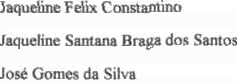 Jaqueline Felix Constantino
Jaqueline Santana Braga dos Santos
José Gomes da Silva